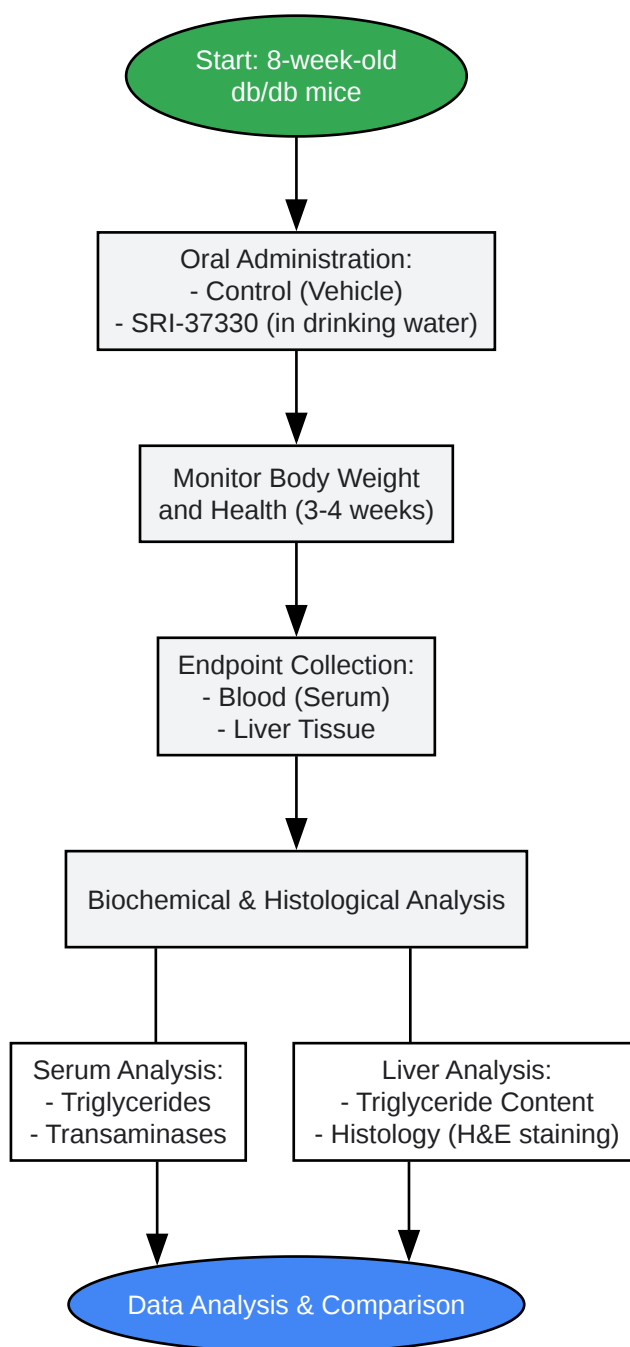 Start: 8-week-old
db/db mice
Oral Administration:
- Control (Vehicle)
- SRI-37330 (in drinking water)
Monitor Body Weight
and Health (3-4 weeks)
Endpoint Collection:
- Blood (Serum)
- Liver Tissue
Biochemical & Histological Analysis
Serum Analysis:
- Triglycerides
- Transaminases
Liver Analysis:
- Triglyceride Content
- Histology (H&E staining)
Data Analysis & Comparison